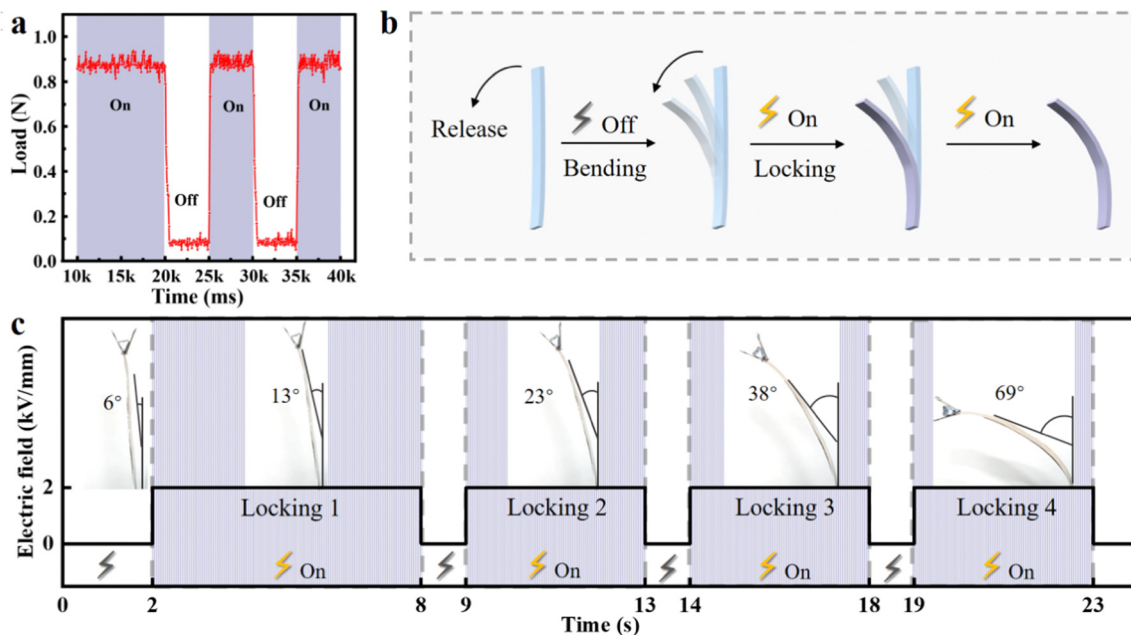 a
Load (N)
1.0
0.8
0.6
0.4
0.2
0.0
On
Off
On
Off
On
10k 15k 20k 25k 30k 35k 40k
Time (ms)
b
Release
Off
Bending
On
Locking
On
c
Electric field (kV/mm)
2
0
6°
13°
23°
38°
69°
Locking 1
Locking 2
Locking 3
Locking 4
On
On
On
On
0 2 8 9 13 14 18 19 23
Time (s)